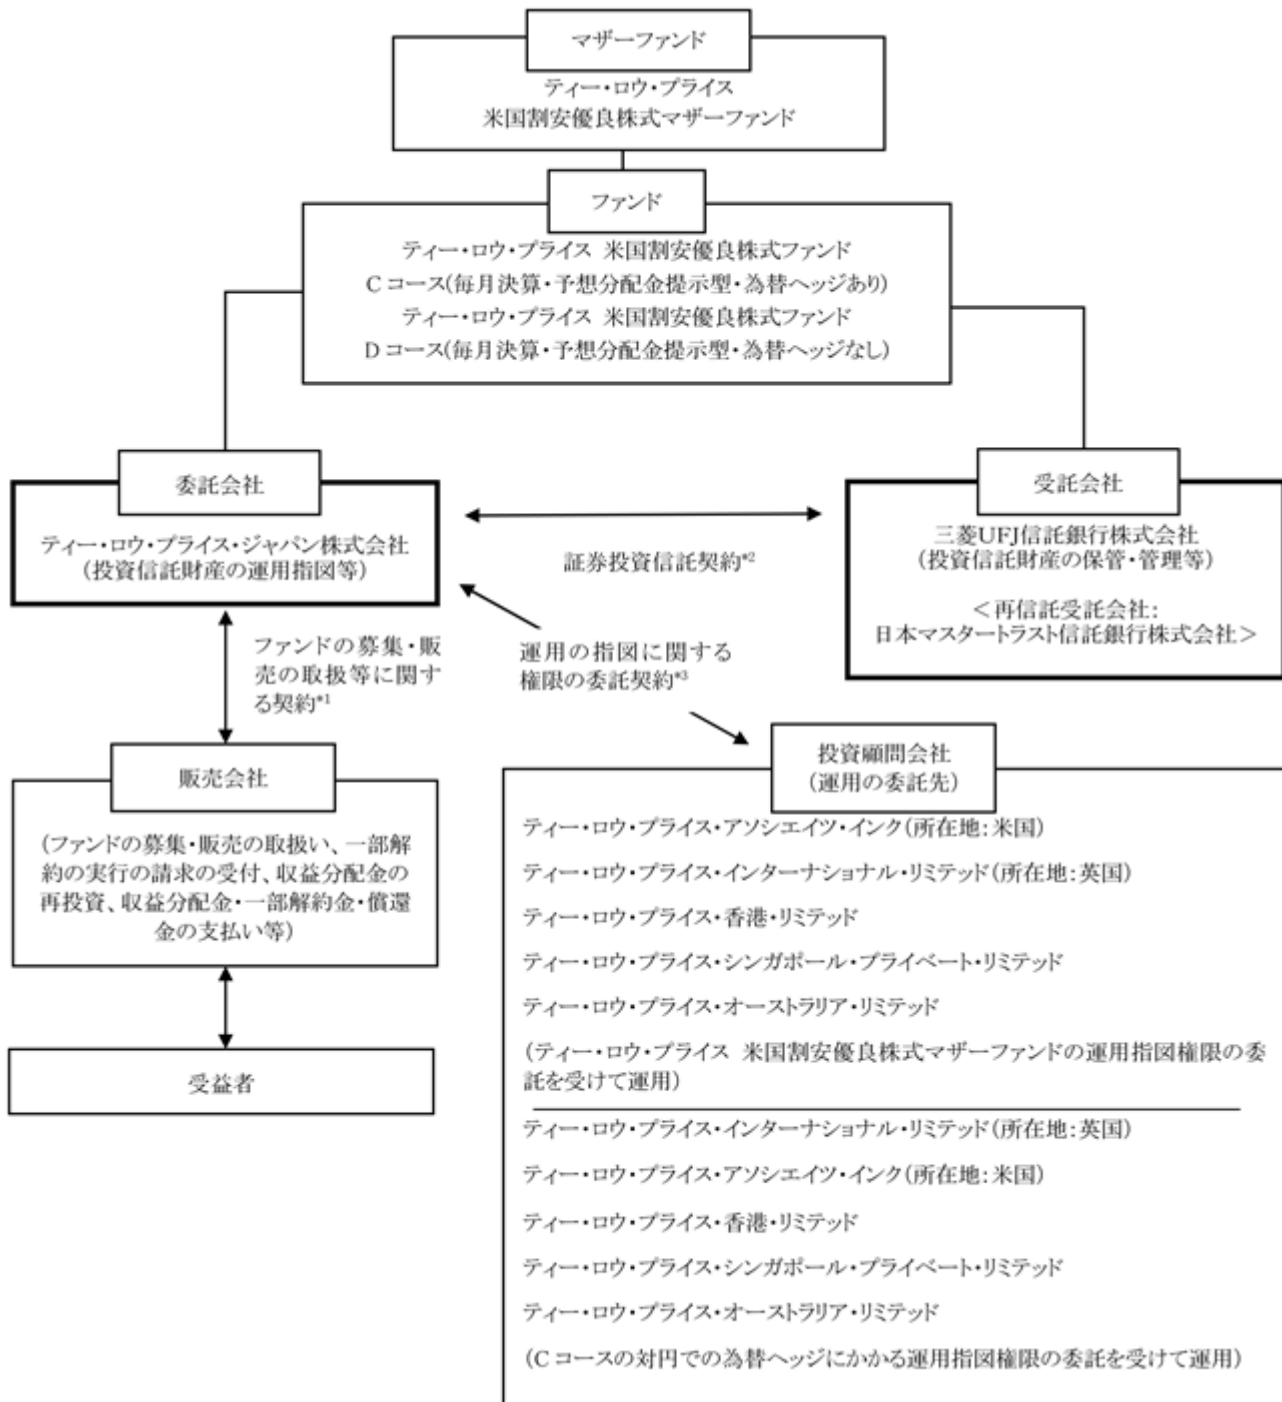 マザーファンド
ティー・ロウ・プライス
米国割安優良株式マザーファンド
ファンド
ティー・ロウ・プライス 米国割安優良株式ファンド
Cコース(毎月決算・予想分配金提示型・為替ヘッジあり)
ティー・ロウ・プライス 米国割安優良株式ファンド
Dコース(毎月決算・予想分配金提示型・為替ヘッジなし)
委託会社
ティー・ロウ・プライス・ジャパン株式会社
(投資信託財産の運用指図等)
証券投資信託契約*2
受託会社
三菱UFJ信託銀行株式会社
(投資信託財産の保管・管理等)
<再信託受託会社:
日本マスタートラスト信託銀行株式会社>
ファンドの募集・販
売の取扱等に関す
る契約*1
運用の指図に関する
権限の委託契約*3
販売会社
(ファンドの募集・販売の取扱い、一部解
約の実行の請求の受付、収益分配金の
再投資、収益分配金・一部解約金・償還
金の支払い等)
受益者
投資顧問会社
(運用の委託先)
ティー・ロウ・プライス・アソシエイツ・インク(所在地:米国)
ティー・ロウ・プライス・インターナショナル・リミテッド(所在地:英国)
ティー・ロウ・プライス・香港・リミテッド
ティー・ロウ・プライス・シンガポール・プライベート・リミテッド
ティー・ロウ・プライス・オーストラリア・リミテッド
(ティー・ロウ・プライス 米国割安優良株式マザーファンドの運用指図権限の委
託を受けて運用)
ティー・ロウ・プライス・インターナショナル・リミテッド(所在地:英国)
ティー・ロウ・プライス・アソシエイツ・インク(所在地:米国)
ティー・ロウ・プライス・香港・リミテッド
ティー・ロウ・プライス・シンガポール・プライベート・リミテッド
ティー・ロウ・プライス・オーストラリア・リミテッド
(Cコースの対円での為替ヘッジにかかる運用指図権限の委託を受けて運用)